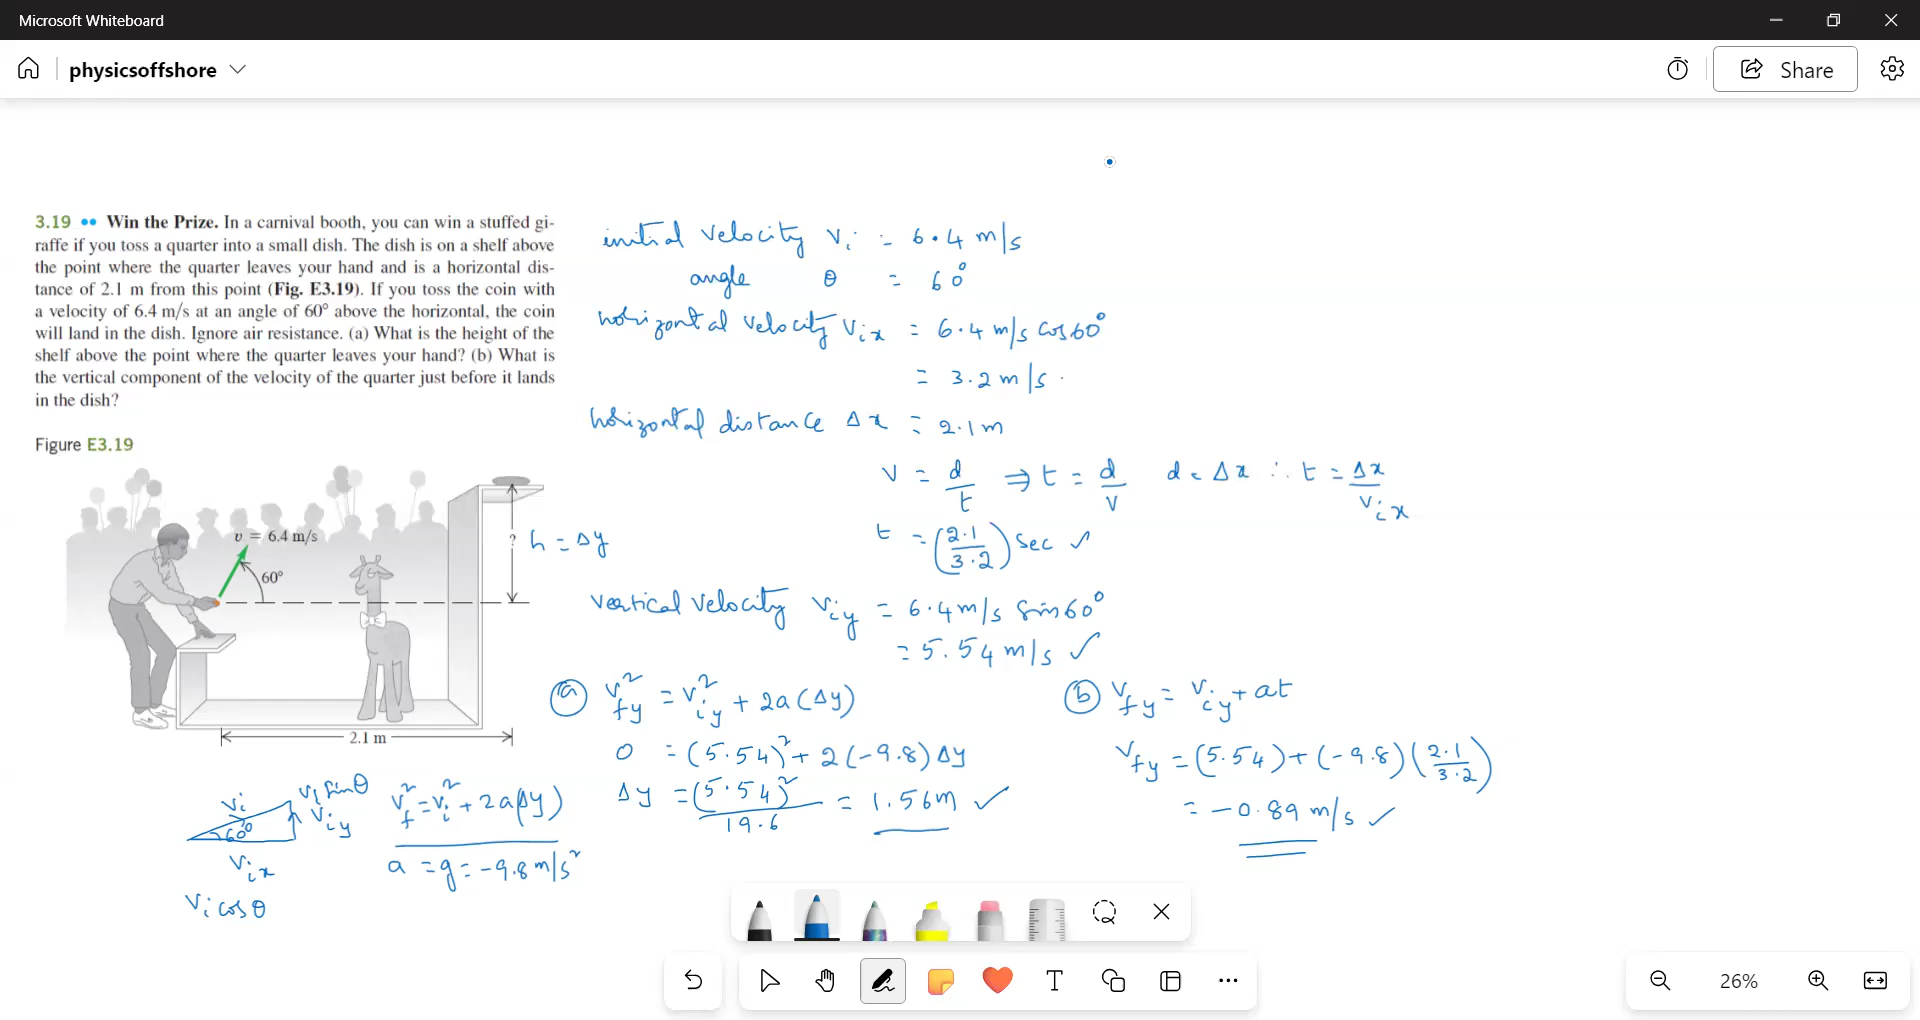 Microsoft Whiteboard
physicsoffshore
Share
3.19 •• Win the Prize. In a carnival booth, you can win a stuffed gi-
raffe if you toss a quarter into a small dish. The dish is on a shelf above
the point where the quarter leaves your hand and is a horizontal dis-
tance of 2.1 m from this point (Fig. E3.19). If you toss the coin with
a velocity of 6.4 m/s at an angle of 60° above the horizontal, the coin
will land in the dish. Ignore air resistance. (a) What is the height of the
shelf above the point where the quarter leaves your hand? (b) What is
the vertical component of the velocity of the quarter just before it lands
in the dish?
Figure E3.19
v = 6.4 m/s
60°
?
h = Δy
2.1 m
initial velocity vi = 6.4 m/s
angle θ = 60°
horizontal velocity vix = 6.4 m/s cos60°
= 3.2 m/s
horizontal distance Δx = 2.1m
v = d/t ⇒ t = d/v d = Δx ∴ t = Δx/vix
t = (2.1/3.2) sec ✓
vertical velocity viy = 6.4 m/s sin60°
= 5.54 m/s ✓
(a) vfy² = viy² + 2a(Δy)
0 = (5.54)² + 2(-9.8)Δy
Δy = (5.54)²/19.6 = 1.56m ✓
(b) vfy = viy + at
vfy = (5.54) + (-9.8)(2.1/3.2)
= -0.89 m/s ✓
vi
60°
vi sinθ
viy
vix
vi cosθ
vf² = vi² + 2a(Δy)
a = g = -9.8 m/s²
T
26%